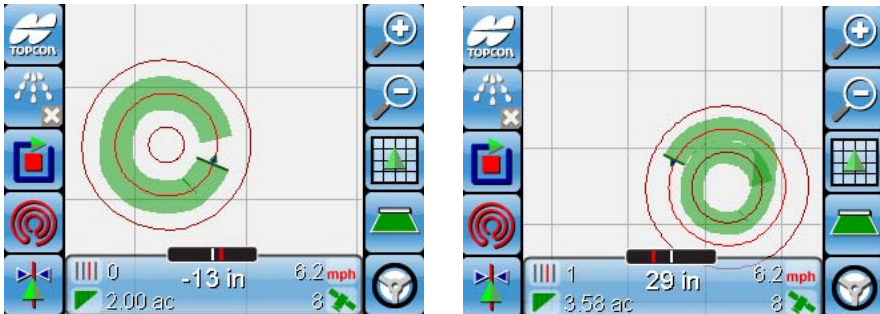 TOPCON
0
-13 in
6.2 mph
2.00 ac
8
TOPCON
1
29 in
6.2 mph
3.58 ac
8